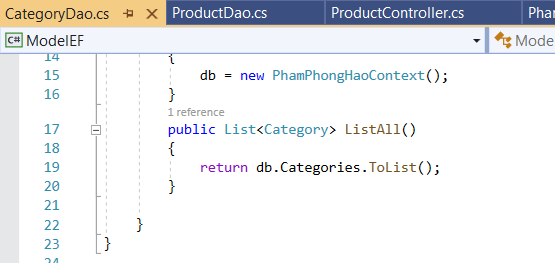 CategoryDao.cs ProductDao.cs ProductController.cs Pham
C# ModelEF Mode
14 {
15 db = new PhamPhongHaoContext();
16 }
1 reference
17 public List<Category> ListAll()
18 {
19 return db.Categories.ToList();
20 }
21
22 }
23 }
24